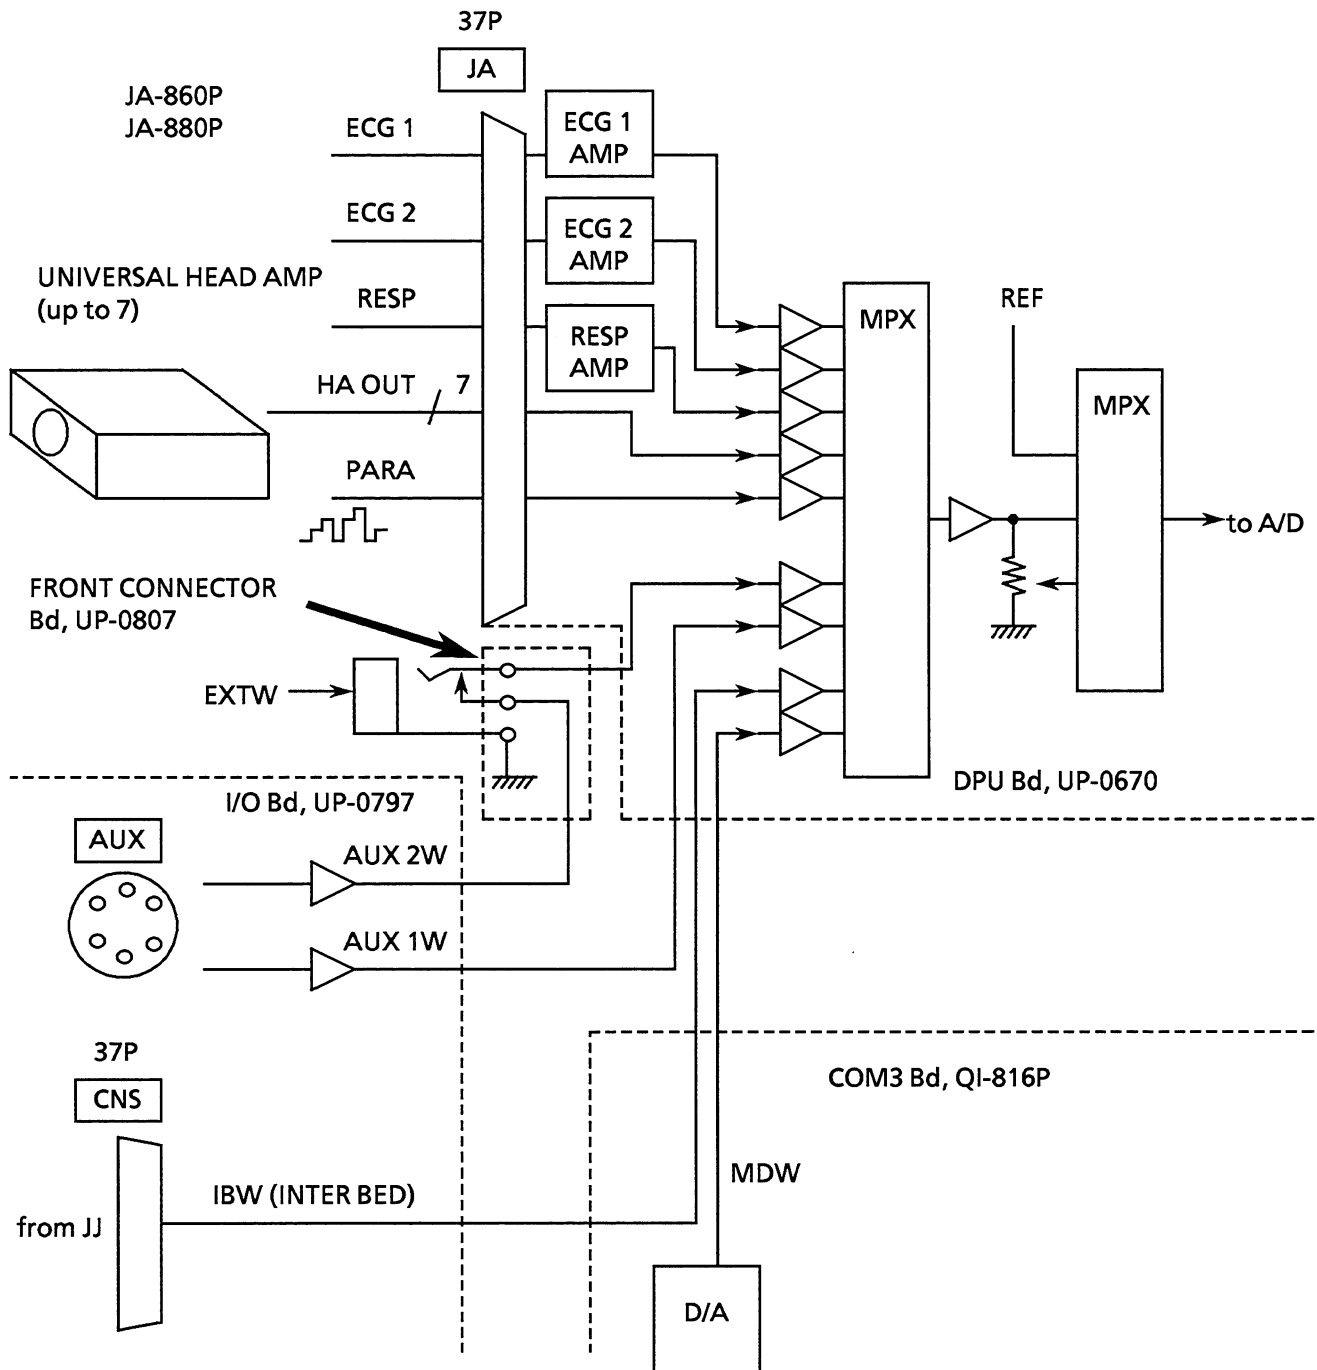 37P
JA
JA-860P
JA-880P
ECG 1
ECG 1
AMP
ECG 2
ECG 2
AMP
UNIVERSAL HEAD AMP
(up to 7)
RESP
RESP
AMP
MPX
REF
HA OUT
7
MPX
PARA
to A/D
FRONT CONNECTOR
Bd, UP-0807
EXTW
DPU Bd, UP-0670
I/O Bd, UP-0797
AUX
AUX 2W
AUX 1W
37P
CNS
COM3 Bd, QI-816P
MDW
IBW (INTER BED)
from JJ
D/A